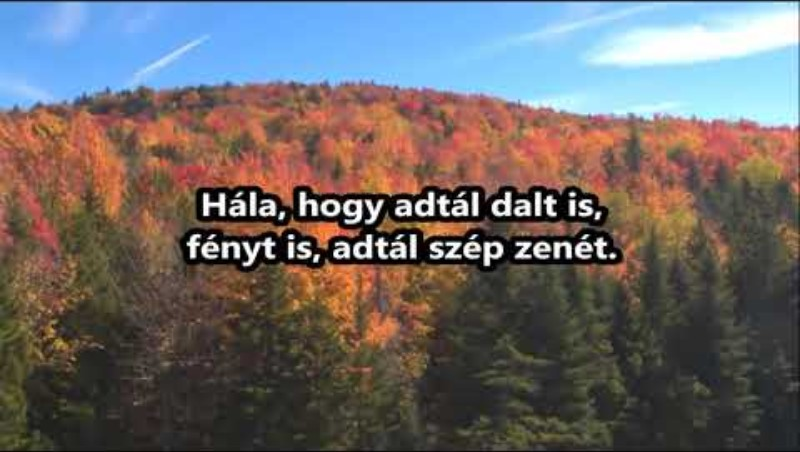 Hála, hogy adtál dalt is,
fényt is, adtál szép zenét.